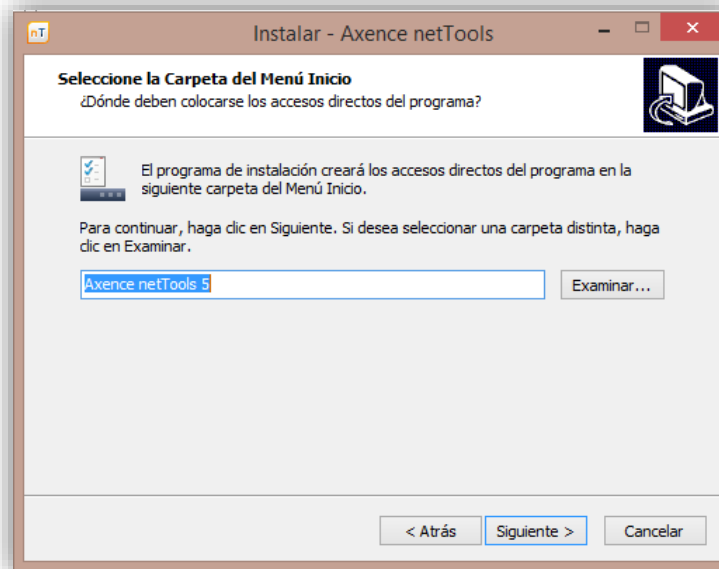 nT
Instalar - Axence netTools
Seleccione la Carpeta del Menú Inicio
¿Dónde deben colocarse los accesos directos del programa?
El programa de instalación creará los accesos directos del programa en la
siguiente carpeta del Menú Inicio.
Para continuar, haga clic en Siguiente. Si desea seleccionar una carpeta distinta, haga
clic en Examinar.
Axence netTools 5
Examinar...
< Atrás
Siguiente >
Cancelar